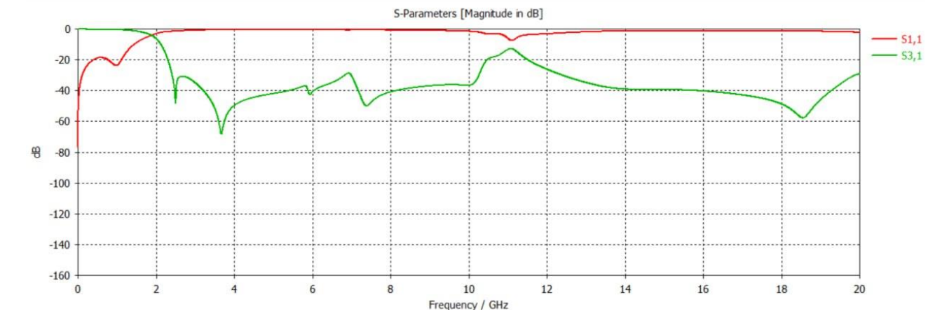 S-Parameters [Magnitude in dB]
0
-20
-40
-60
-80
-100
-120
-140
-160
dB
0 2 4 6 8 10 12 14 16 18 20
Frequency / GHz
S1,1
S3,1